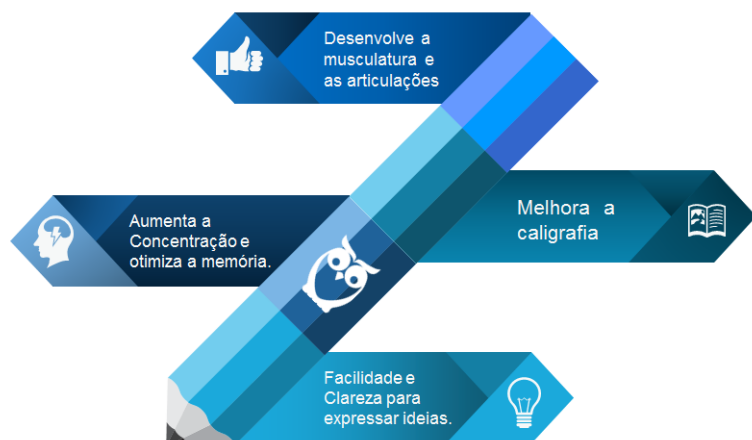 Desenvolve a
musculatura e
as articulações
Aumenta a
Concentração e
otimiza a memória.
Melhora a
caligrafia
Facilidade e
Clareza para
expressar ideias.